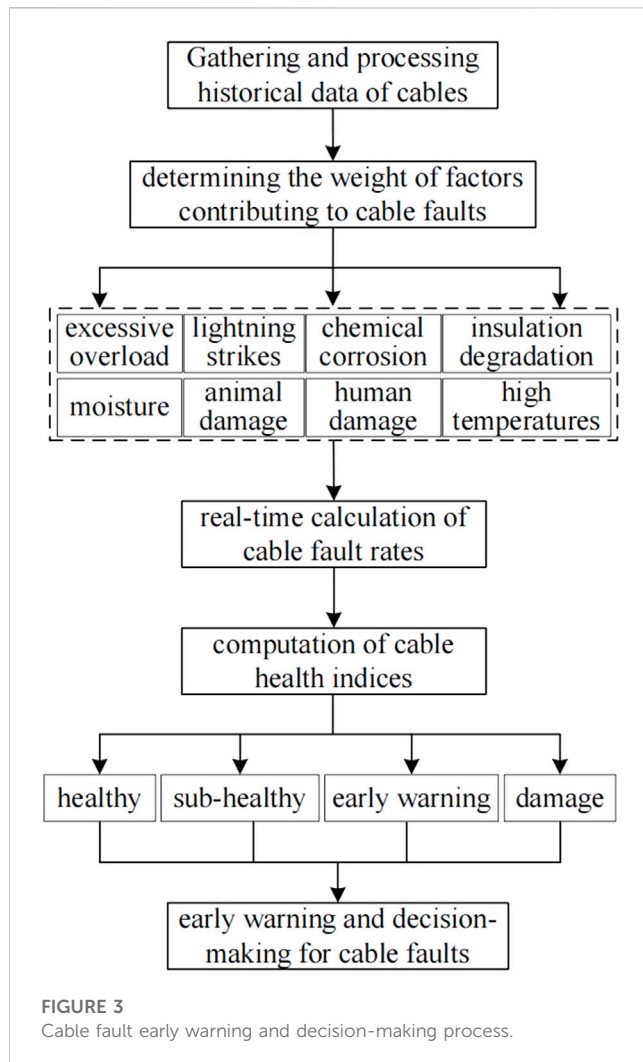 Gathering and processing
historical data of cables
determining the weight of factors
contributing to cable faults
excessive
overload
lightning
strikes
chemical
corrosion
insulation
degradation
moisture
animal
damage
human
damage
high
temperatures
real-time calculation of
cable fault rates
computation of cable
health indices
healthy
sub-healthy
early warning
damage
early warning and decision-
making for cable faults
FIGURE 3
Cable fault early warning and decision-making process.